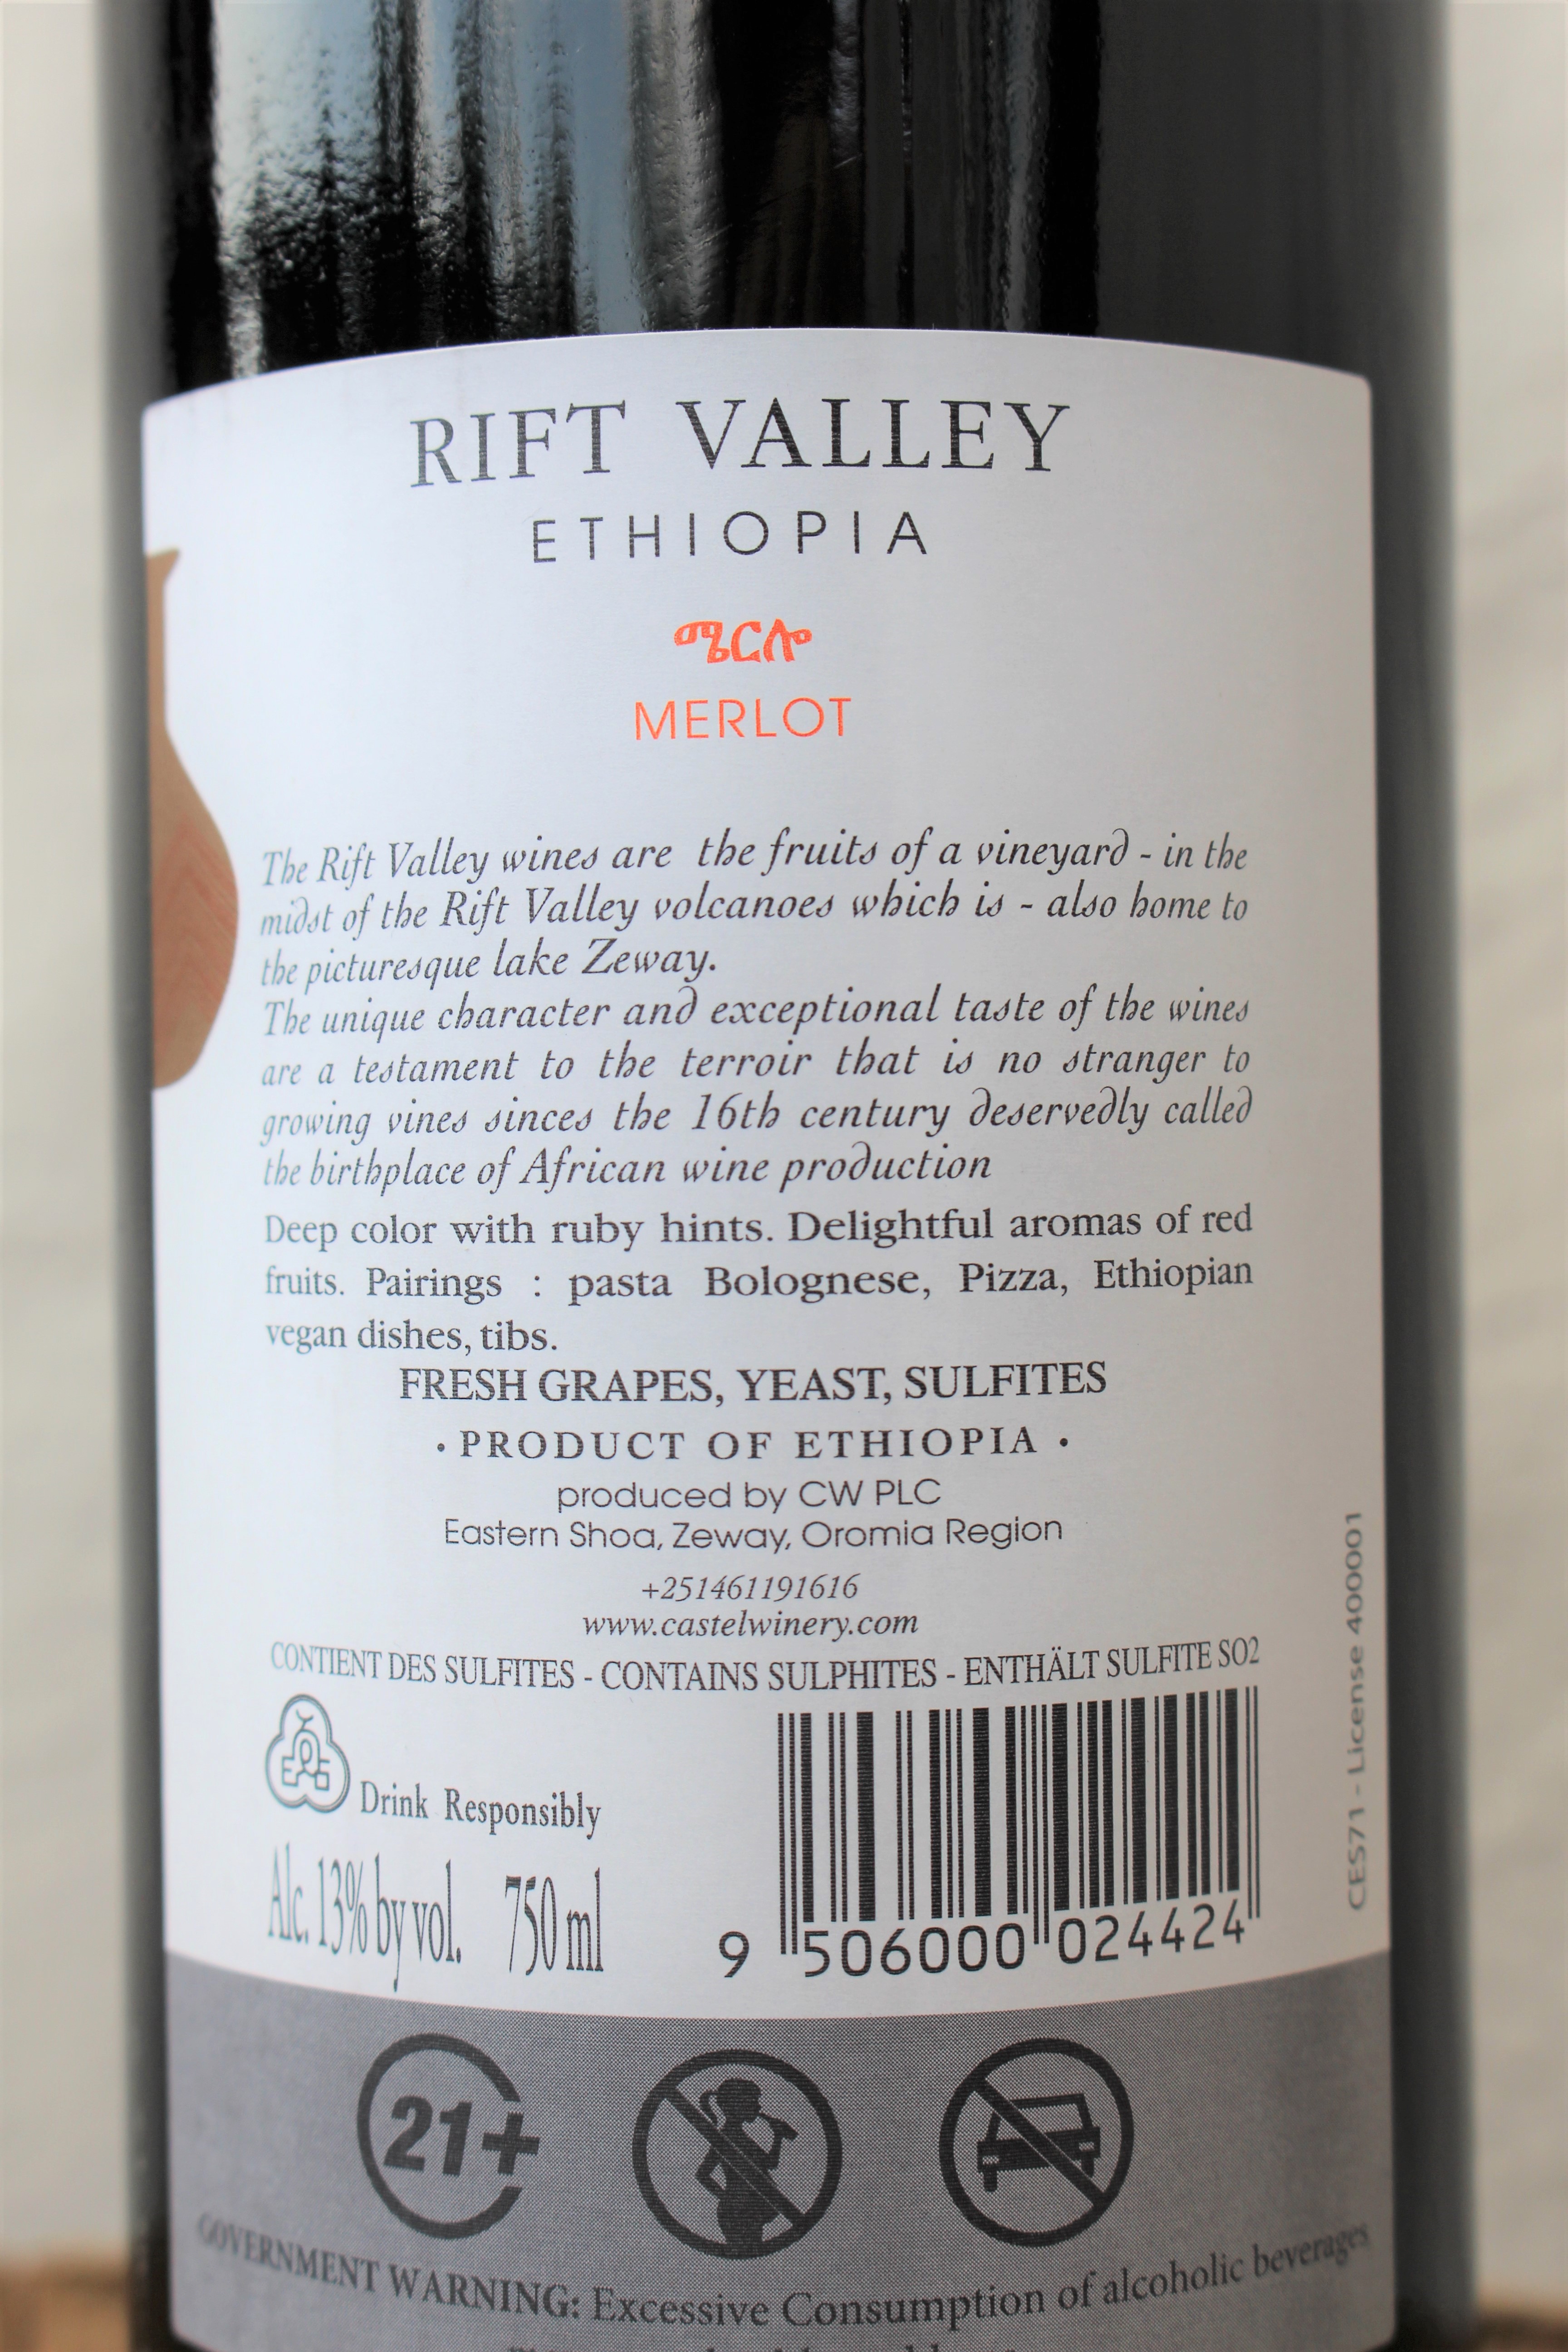 RIFT VALLEY
ETHIOPIA
ሜርሎ
MERLOT
The Rift Valley wines are the fruits of a vineyard - in the
midst of the Rift Valley volcanoes which is - also home to
the picturesque lake Zeway.
The unique character and exceptional taste of the wines
are a testament to the terroir that is no stranger to
growing vines sinces the 16th century deservedly called
the birthplace of African wine production
Deep color with ruby hints. Delightful aromas of red
fruits. Pairings : pasta Bolognese, Pizza, Ethiopian
vegan dishes, tibs.
FRESH GRAPES, YEAST, SULFITES
· PRODUCT OF ETHIOPIA ·
produced by CW PLC
Eastern Shoa, Zeway, Oromia Region
+251461191616
www.castelwinery.com
CONTIENT DES SULFITES - CONTAINS SULPHITES - ENTHÄLT SULFITE SO2
Drink Responsibly
Alc. 13% by vol. 750 ml
9 506000 024424
CES71 - License 400001
21+
GOVERNMENT WARNING: Excessive Consumption of alcoholic beverages